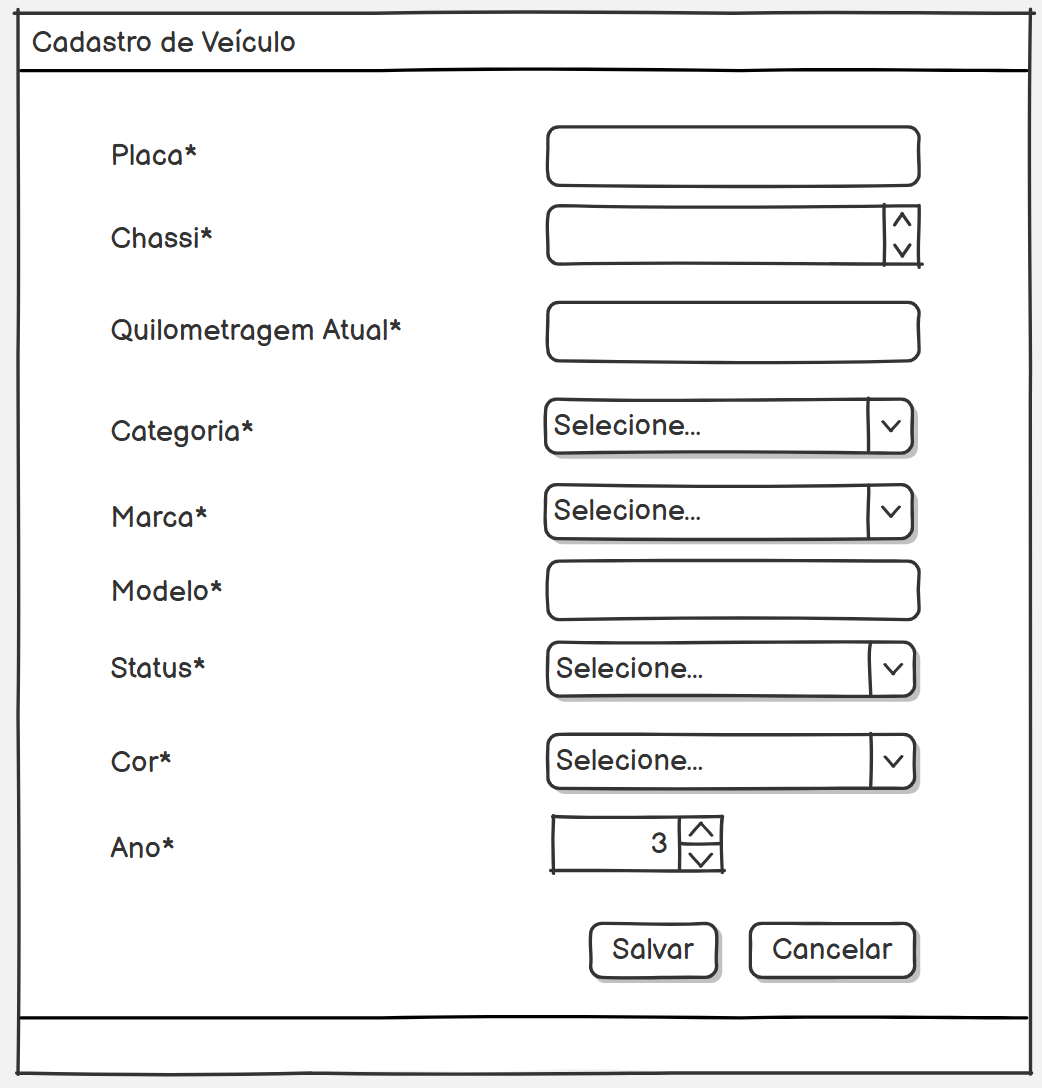 Cadastro de Veículo
Placa*
Chassi*
Quilometragem Atual*
Categoria* Selecione...
Marca* Selecione...
Modelo*
Status* Selecione...
Cor* Selecione...
Ano* 3
Salvar Cancelar